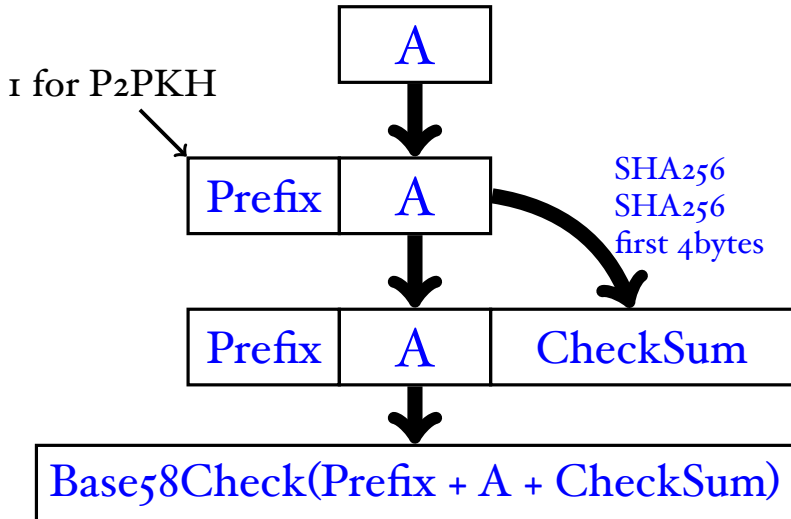 A
1 for P2PKH
Prefix A
SHA256
SHA256
first 4bytes
Prefix A CheckSum
Base58Check(Prefix + A + CheckSum)